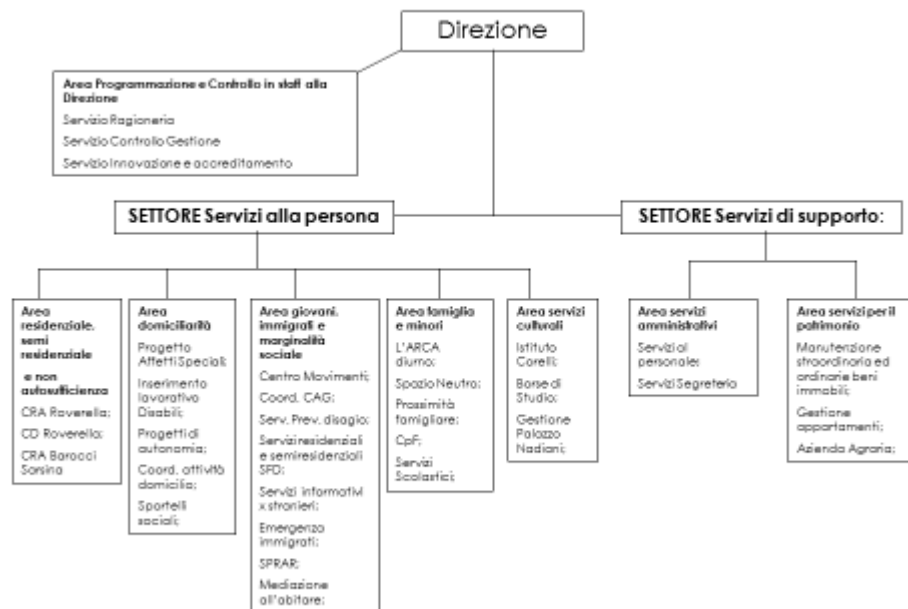 Direzione
Area Programmazione e Controllo in staff alla
Direzione
Servizio Ragioneria
Servizio Controllo Gestione
Servizio Innovazione e accreditamento
SETTORE Servizi alla persona
SETTORE Servizi di supporto:
Area
residenziale,
semi
residenziale
e non
autosufficienza
CRA Roverella;
CD Roverella;
CRA Barocci
Sarsina
Area
domiciliarità
Progetto
Affetti Speciali;
Inserimento
lavorativo
Disabili;
Progetti di
autonomia;
Coord. attività
domicilio;
Sportelli
sociali;
Area giovani,
immigrati e
marginalità
sociale
Centro Movimenti;
Coord. CAG;
Serv. Prev. disagio;
Servizi residenziali
e semiresidenziali
SFD;
Servizi informativi
x stranieri;
Emergenza
immigrati;
SPRAR;
Mediazione
all'abitare;
Area famiglia
e minori
L'ARCA
diurno;
Spazio Neutro;
Prossimità
famigliare;
CpF;
Servizi
Scolastici;
Area servizi
culturali
Istituto
Corelli;
Borse di
Studio;
Gestione
Palazzo
Nadiani;
Area servizi
amministrativi
Servizi al
personale;
Servizi Segreteria
Area servizi per il
patrimonio
Manutenzione
straordinaria ed
ordinarie beni
immobili;
Gestione
appartamenti;
Azienda Agraria;